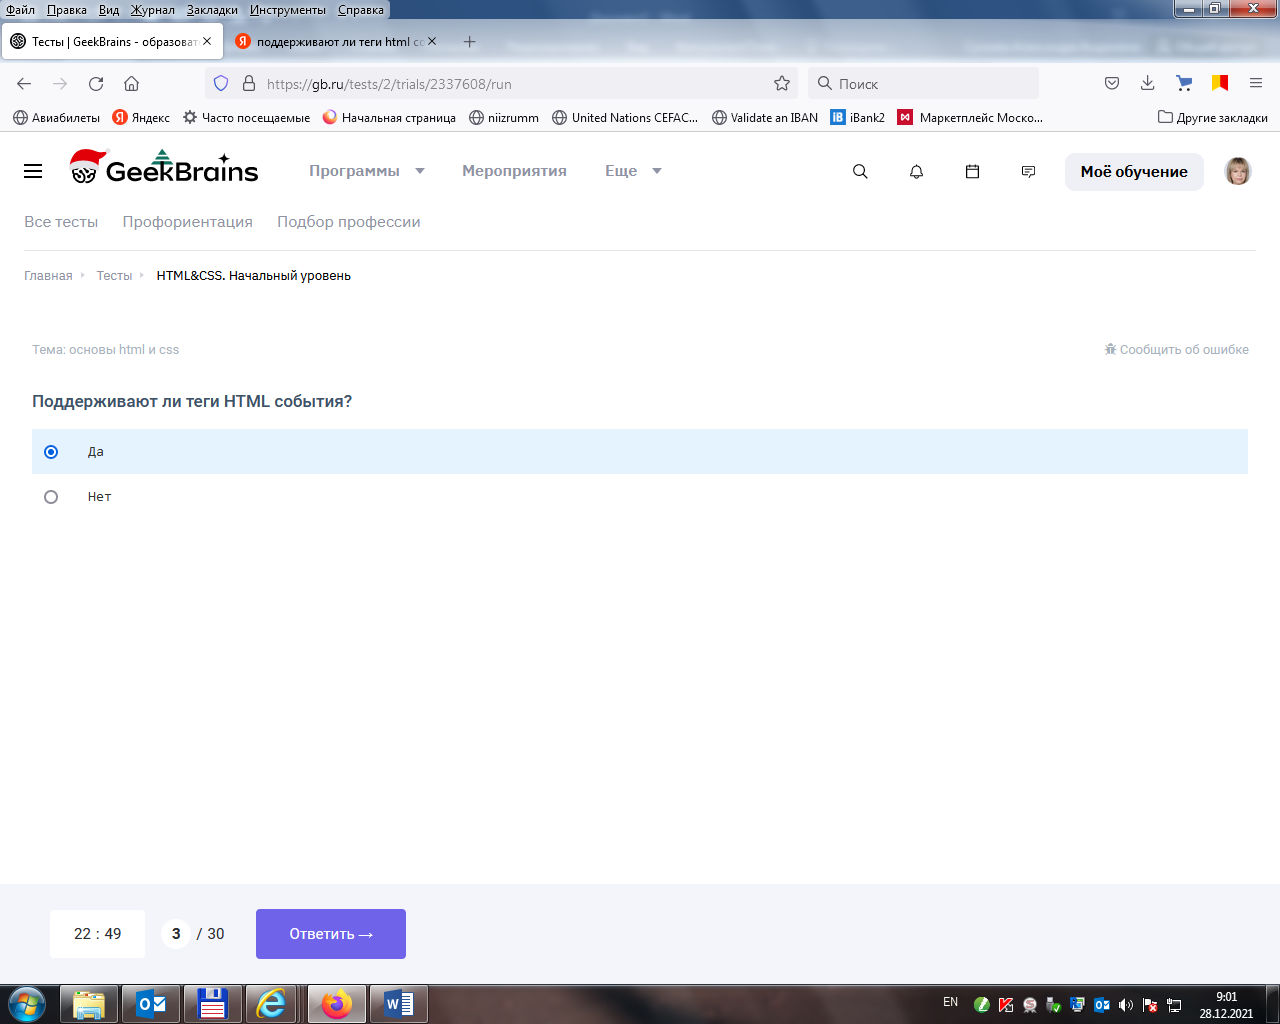 Файл Правка Вид Журнал Закладки Инструменты Справка
Тесты | GeekBrains - образоват
поддерживают ли теги html со
https://gb.ru/tests/2/trials/2337608/run
Поиск
Авиабилеты Яндекс Часто посещаемые Начальная страница niizrumm United Nations CEFAC... Validate an IBAN iBank2 Маркетплейс Моско... Другие закладки
GeekBrains
Программы Мероприятия Еще
Моё обучение
Все тесты Профориентация Подбор профессии
Главная Тесты HTML&CSS. Начальный уровень
Тема: основы html и css
Сообщить об ошибке
Поддерживают ли теги HTML события?
Да
Нет
22 : 49 3 / 30 Ответить →
EN
9:01
28.12.2021